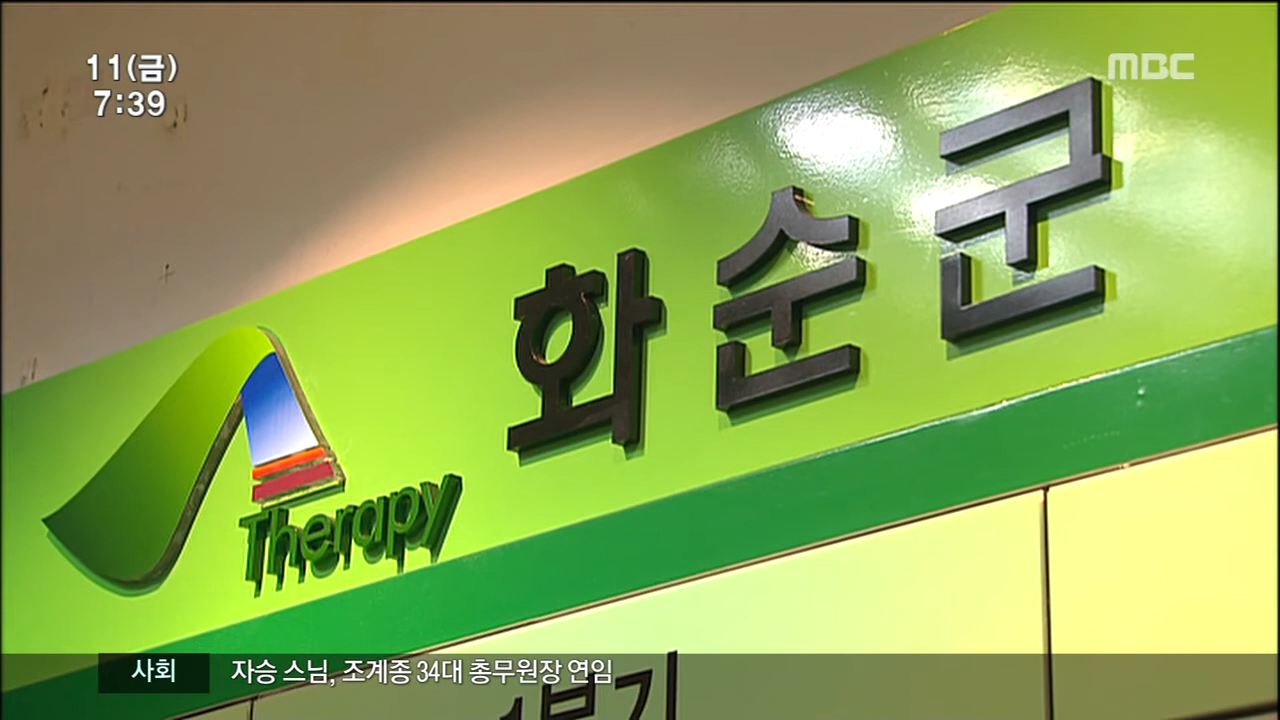 11(금)
7:39
MBC
화순군
Therapy
사회 자승 스님, 조계종 34대 총무원장 연임